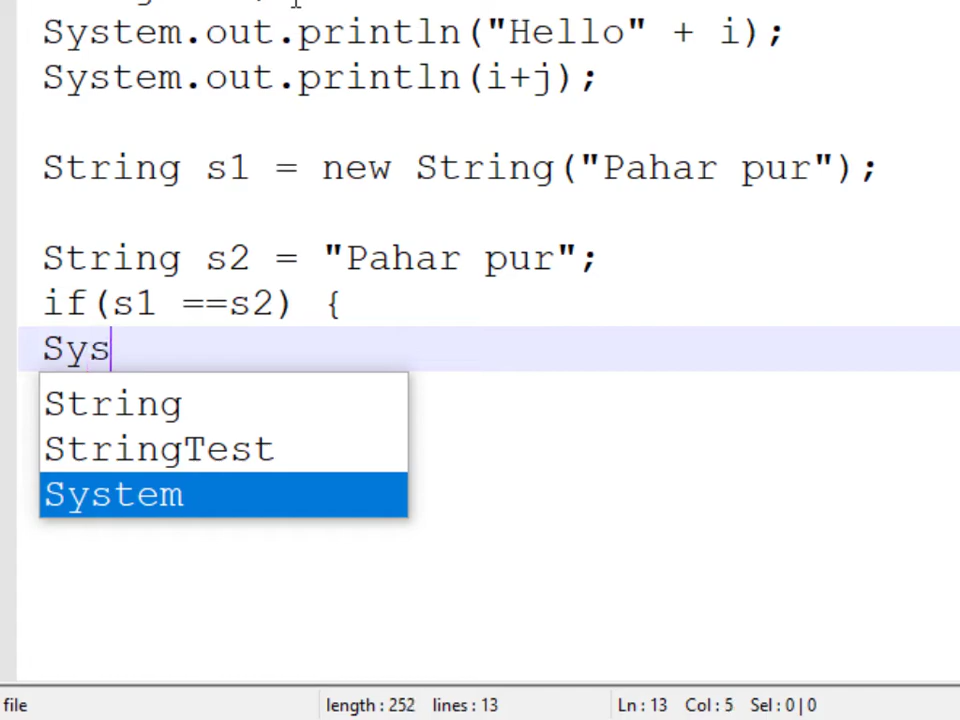 System.out.println("Hello" + i);
System.out.println(i+j);
String s1 = new String("Pahar pur");
String s2 = "Pahar pur";
if(s1 ==s2) {
Sys
String
StringTest
System
file length : 252 lines : 13 Ln : 13 Col : 5 Sel : 0 | 0